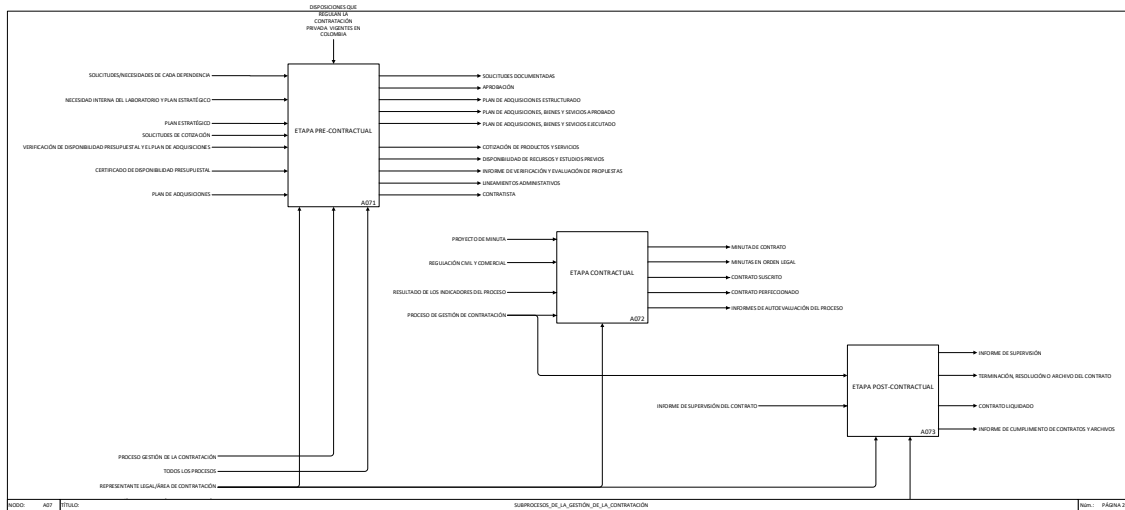 DISPOSICIONES QUE
REGULAN LA
CONTRATACIÓN
PRIVADA VIGENTES EN
COLOMBIA
SOLICITUDES/NECESIDADES DE CADA DEPENDENCIA
NECESIDAD INTERNA DEL LABORATORIO Y PLAN ESTRATÉGICO
PLAN ESTRATÉGICO
SOLICITUDES DE COTIZACIÓN
VERIFICACIÓN DE DISPONIBILIDAD PRESUPUESTAL Y EL PLAN DE ADQUISICIONES
CERTIFICADO DE DISPONIBILIDAD PRESUPUESTAL
PLAN DE ADQUISICIONES
ETAPA PRE-CONTRACTUAL
A071
SOLICITUDES DOCUMENTADAS
APROBACIÓN
PLAN DE ADQUISICIONES ESTRUCTURADO
PLAN DE ADQUISICIONES, BIENES Y SEVICIOS APROBADO
PLAN DE ADQUISICIONES, BIENES Y SEVICIOS EJECUTADO
COTIZACIÓN DE PRODUCTOS Y SERVICIOS
DISPONIBILIDAD DE RECURSOS Y ESTUDIOS PREVIOS
INFORME DE VERIFICACIÓN Y EVALUACIÓN DE PROPUESTAS
LINEAMIENTOS ADMINISTATIVOS
CONTRATISTA
PROYECTO DE MINUTA
REGULACIÓN CIVIL Y COMERCIAL
RESULTADO DE LOS INDICADORES DEL PROCESO
PROCESO DE GESTIÓN DE CONTRATACIÓN
ETAPA CONTRACTUAL
A072
MINUTA DE CONTRATO
MINUTAS EN ORDEN LEGAL
CONTRATO SUSCRITO
CONTRATO PERFECCIONADO
INFORMES DE AUTOEVALUACIÓN DEL PROCESO
INFORME DE SUPERVISIÓN DEL CONTRATO
ETAPA POST-CONTRACTUAL
A073
INFORME DE SUPERVISIÓN
TERMINACIÓN, RESOLUCIÓN O ARCHIVO DEL CONTRATO
CONTRATO LIQUIDADO
INFORME DE CUMPLIMIENTO DE CONTRATOS Y ARCHIVOS
PROCESO GESTIÓN DE LA CONTRATACIÓN
TODOS LOS PROCESOS
REPRESENTANTE LEGAL/ÁREA DE CONTRATACIÓN
NODO: A07 TÍTULO: SUBPROCESOS_DE_LA_GESTIÓN_DE_LA_CONTRATACIÓN Núm.: PÁGINA 2